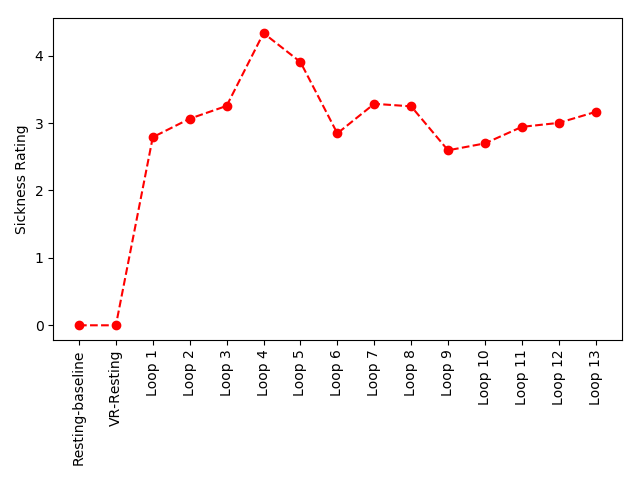 4
3
2
1
0
Sickness Rating
Resting-baseline
VR-Resting
Loop 1
Loop 2
Loop 3
Loop 4
Loop 5
Loop 6
Loop 7
Loop 8
Loop 9
Loop 10
Loop 11
Loop 12
Loop 13